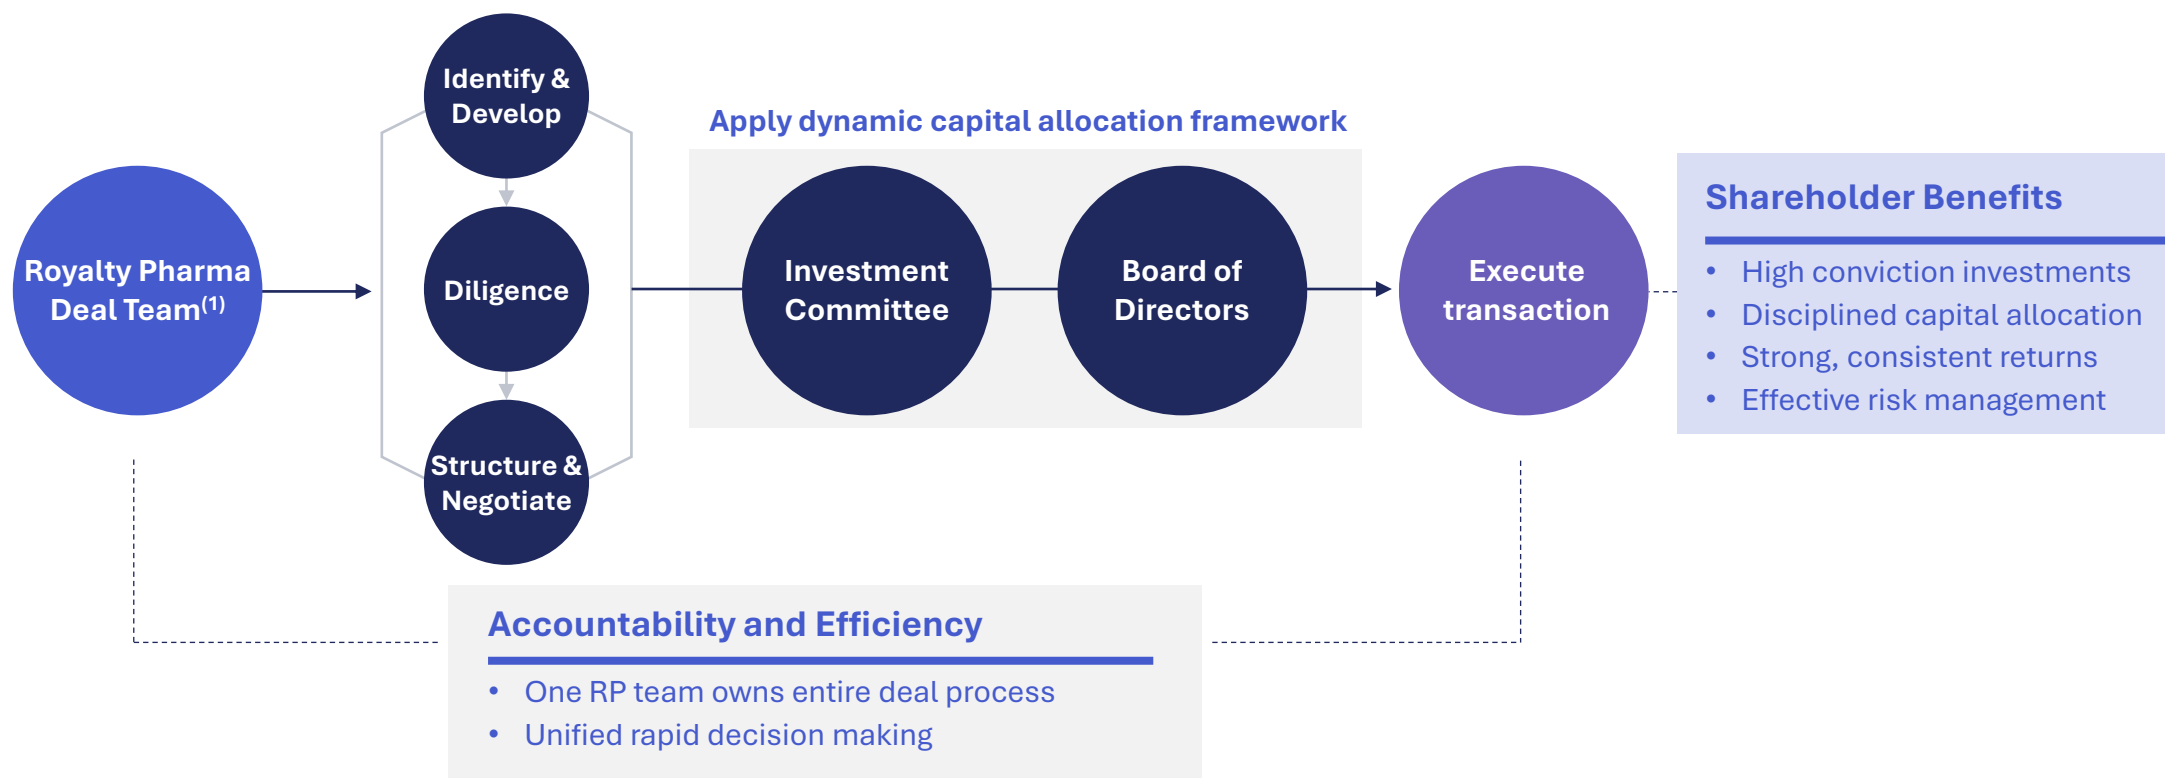 Royalty Pharma
Deal Team(1)
Identify &
Develop
Diligence
Structure &
Negotiate
Apply dynamic capital allocation framework
Investment
Committee
Board of
Directors
Execute
transaction
Shareholder Benefits
• High conviction investments
• Disciplined capital allocation
• Strong, consistent returns
• Effective risk management
Accountability and Efficiency
• One RP team owns entire deal process
• Unified rapid decision making